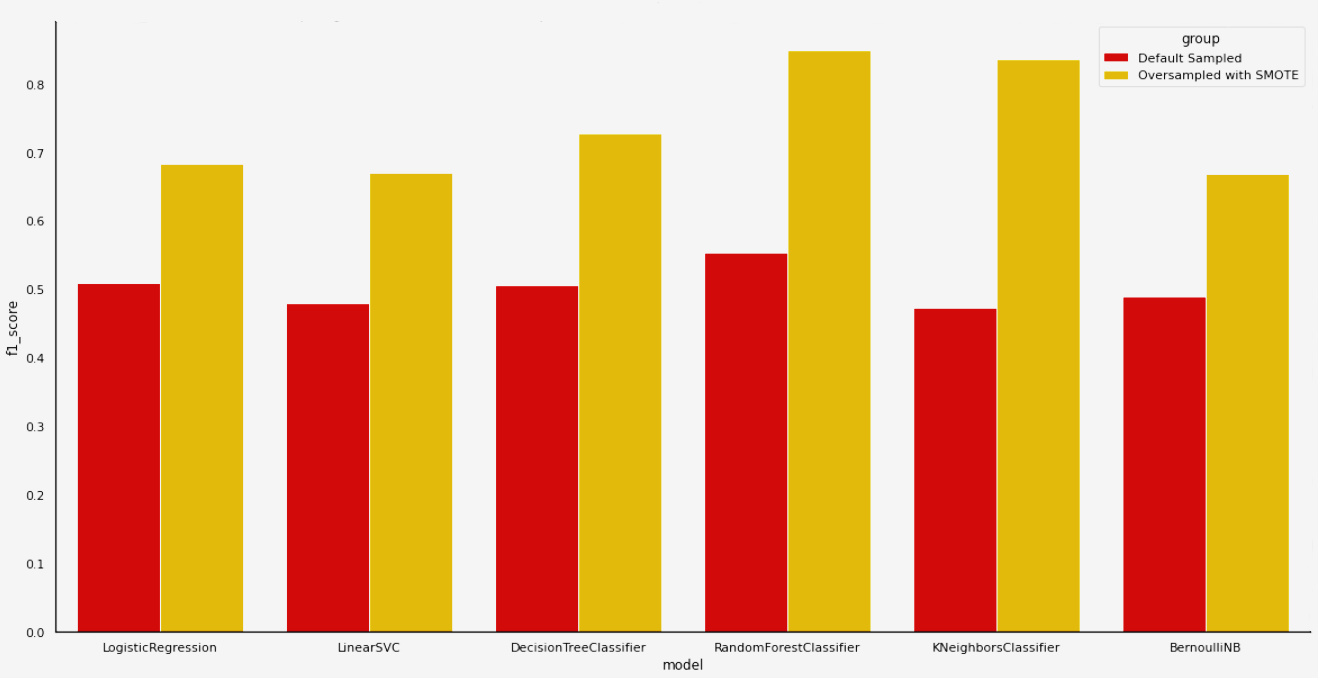 group
Default Sampled
Oversampled with SMOTE
f1_score
0.8
0.7
0.6
0.5
0.4
0.3
0.2
0.1
0.0
LogisticRegression
LinearSVC
DecisionTreeClassifier
RandomForestClassifier
KNeighborsClassifier
BernoulliNB
model